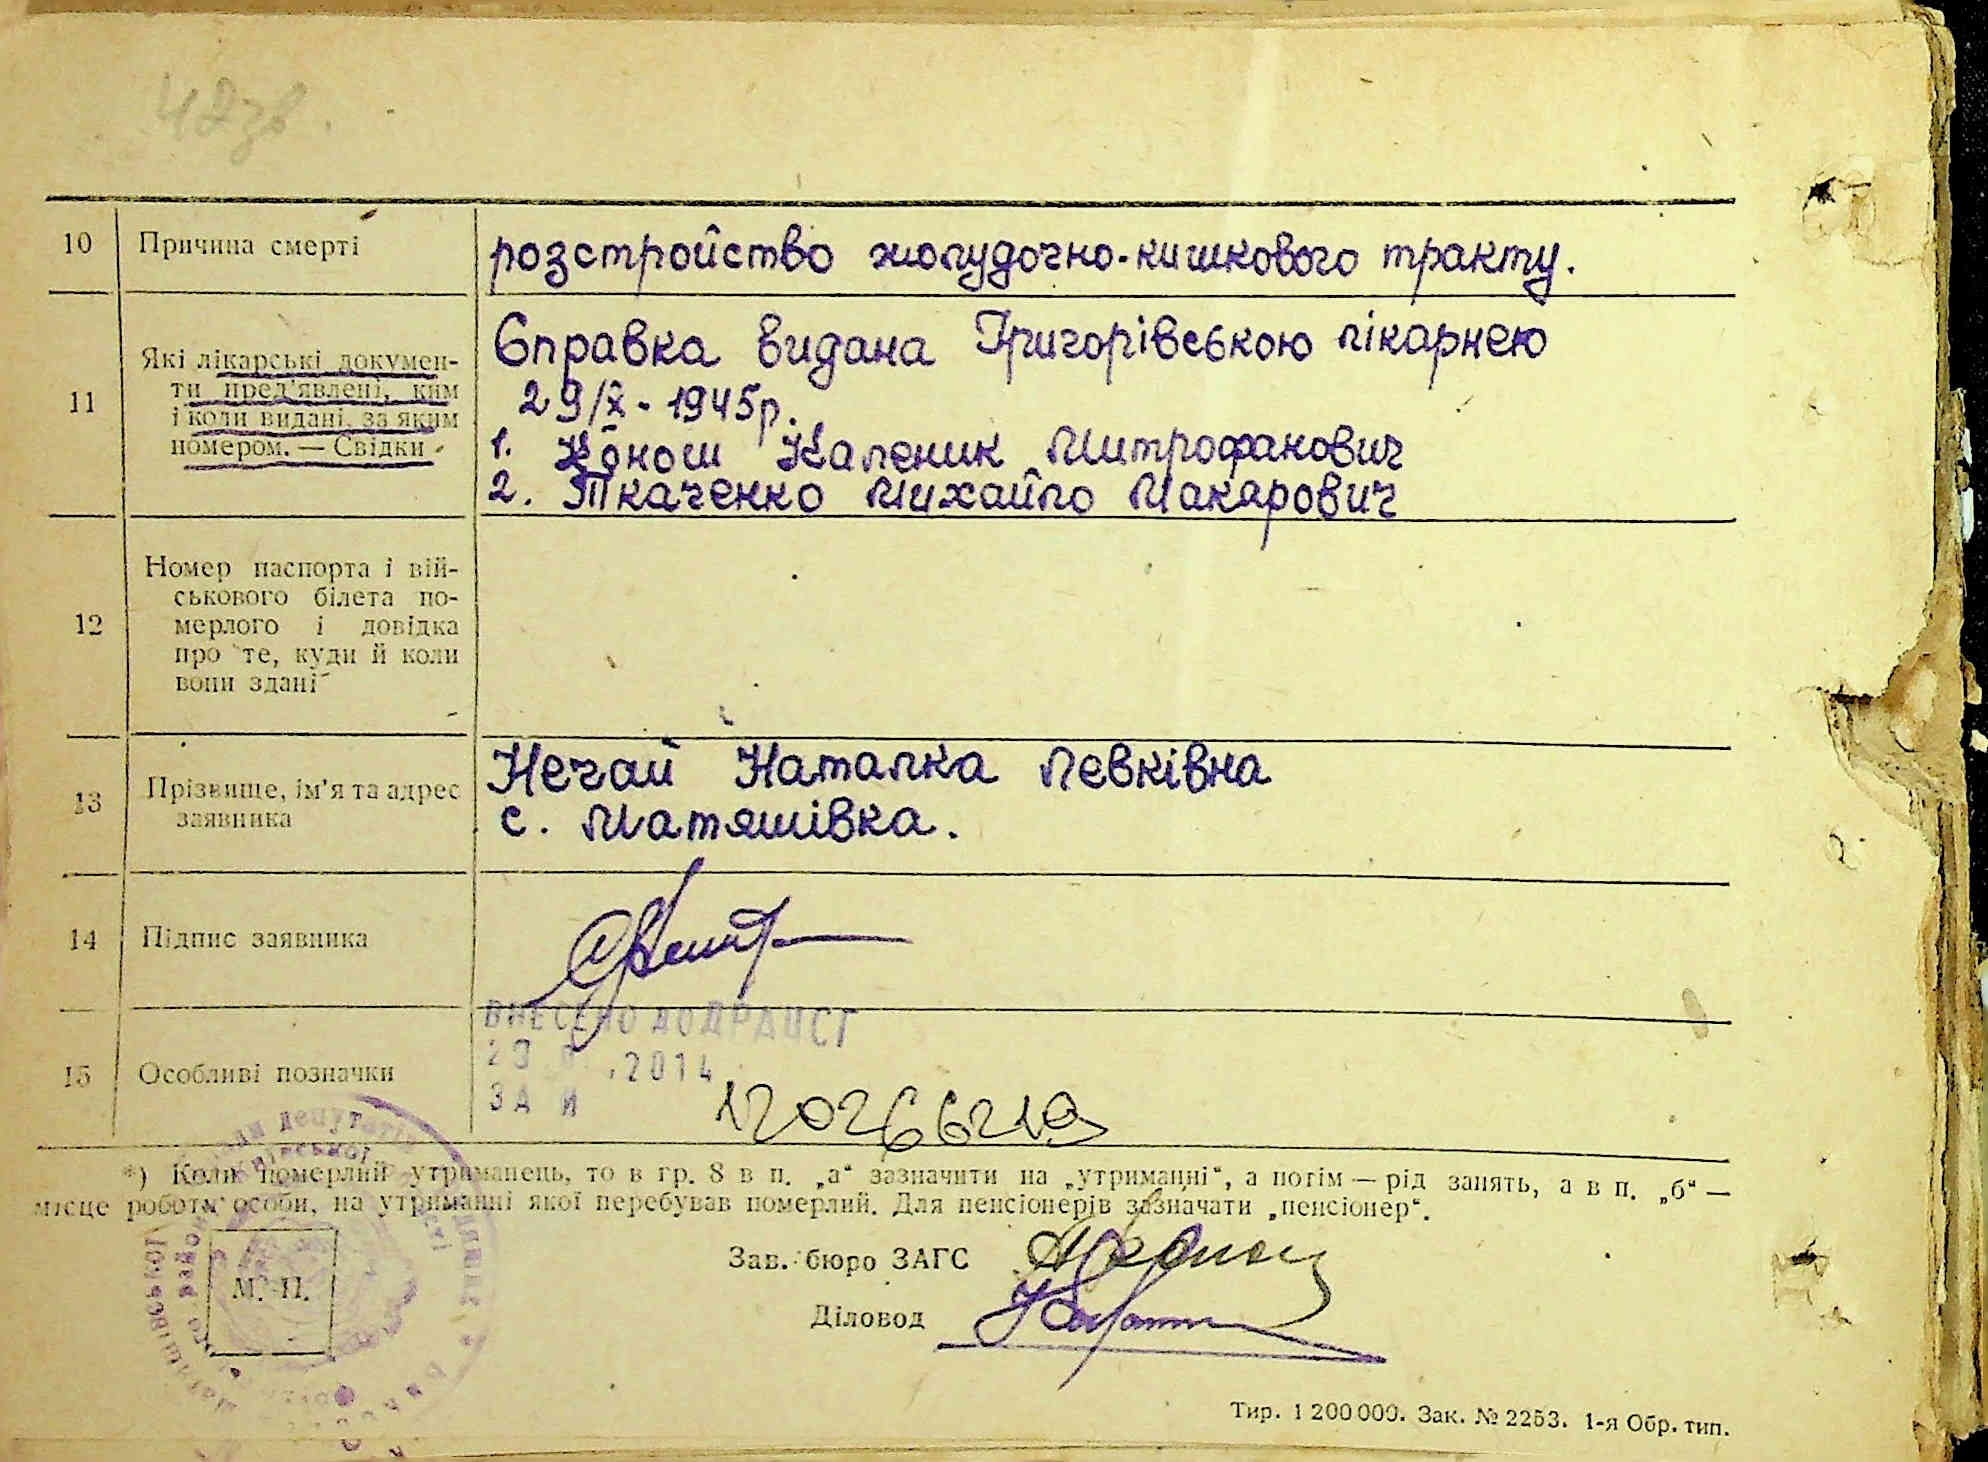 42зв.
10 Причина смерті розстройство жолудочно-кишкового тракту.
11 Які лікарські докумен-
ти пред'явлені, ким
і коли видані, за яким
номером. — Свідки
Справка видана Григорівською лікарнею
29/X - 1945р.
1. Конош Каленик Митрофанович
2. Ткаченко Михайло Макарович
12 Номер паспорта і вій-
ськового білета по-
мерлого і довідка
про те, куди й коли
вони здані
13 Прізвище, ім'я та адрес
заявника
Нечай Наталка Левківна
с. Матяшівка.
14 Підпис заявника
ВНЕСЕНО ДО ДРАЦСГ
15 Особливі позначки
.2014
ЗА
*) Коли померлий утриманець, то в гр. 8 в п. „а“ зазначити на „утриманні“, а потім — рід занять, а в п. „б“ —
місце роботи особи, на утриманні якої перебував померлий. Для пенсіонерів зазначати „пенсіонер“.
Зав. бюро ЗАГС
М. П.
Діловод
Тир. 1 200 000. Зак. № 2253. 1-я Обр. тип.